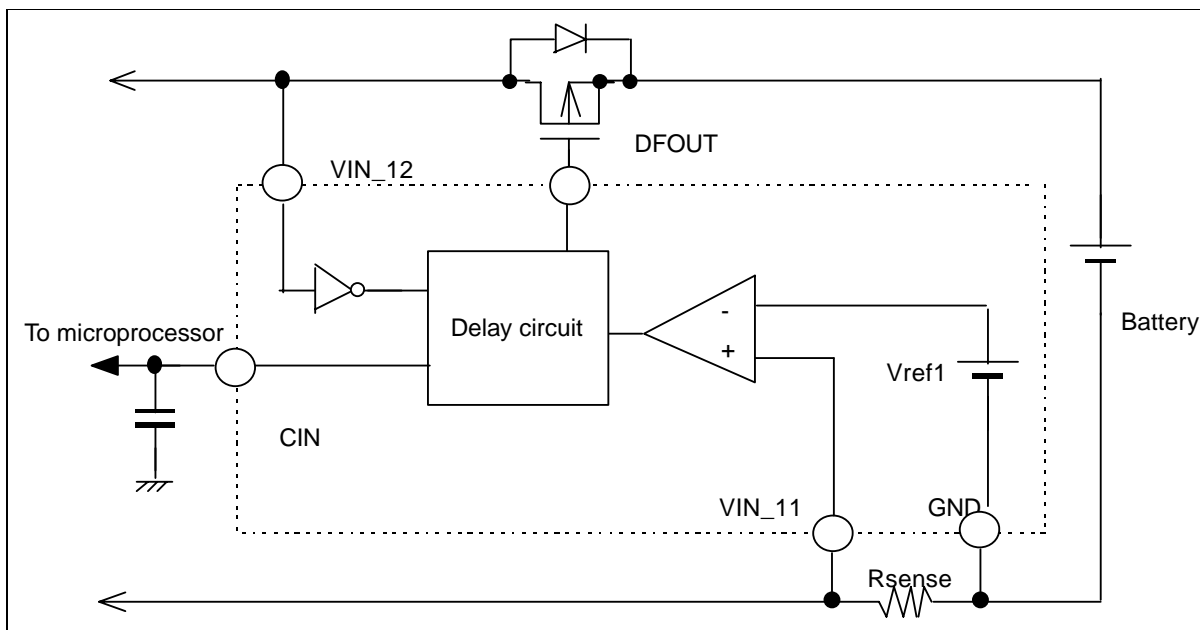 DFOUT
VIN_12
To microprocessor
Delay circuit
-
+
Battery
Vref1
CIN
VIN_11
GND
Rsense